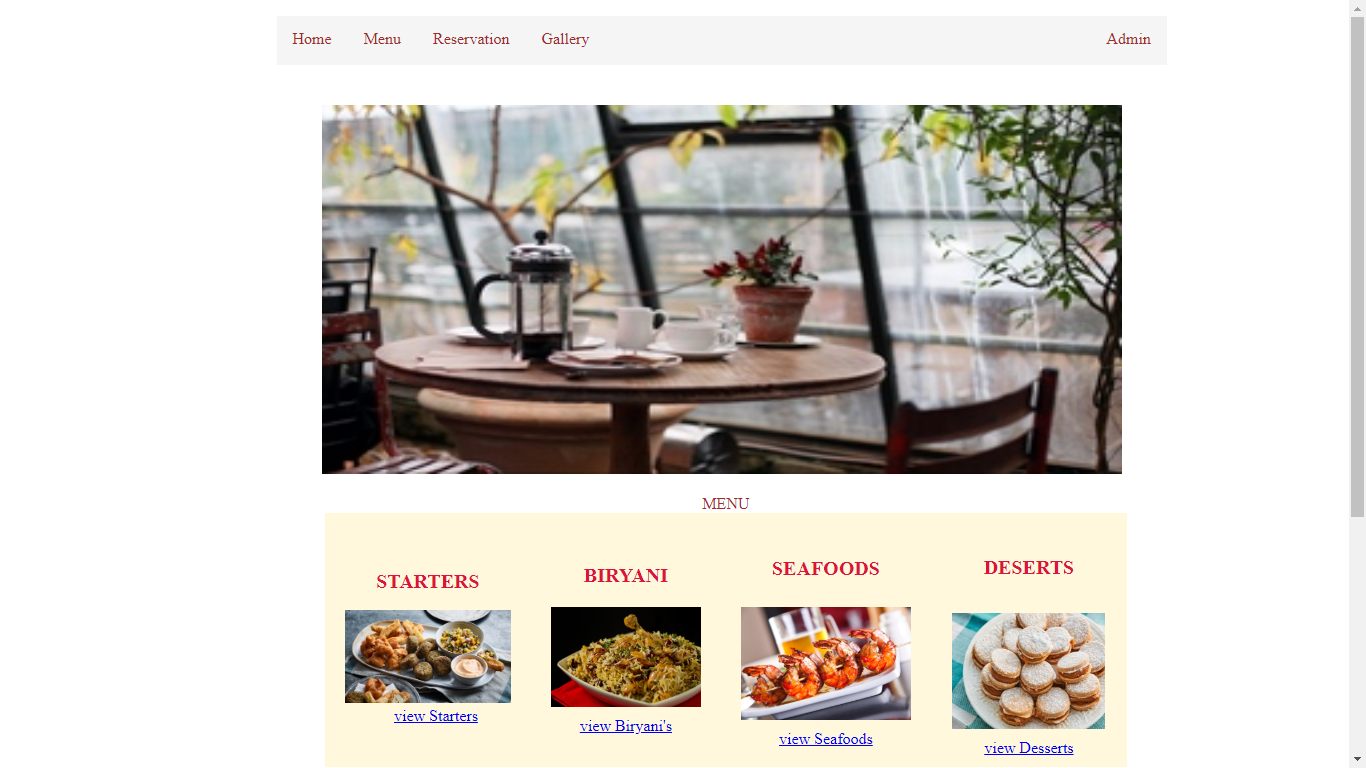 Home Menu Reservation Gallery Admin
MENU
STARTERS BIRYANI SEAFOODS DESERTS
view Starters view Biryani's view Seafoods view Desserts